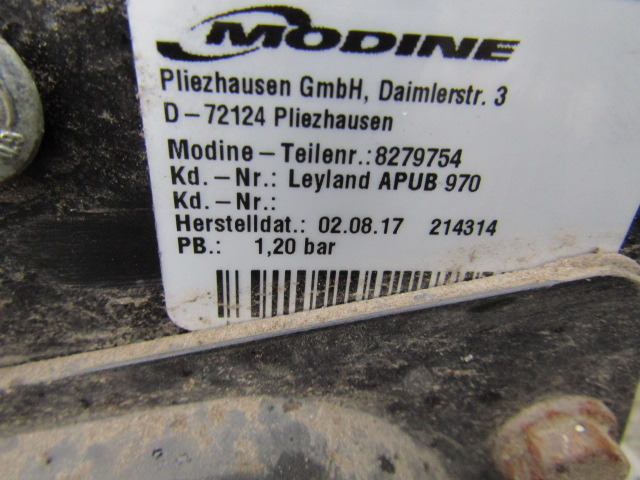 MODINE
Pliezhausen GmbH, Daimlerstr. 3
D-72124 Pliezhausen
Modine-Teilenr.:8279754
Kd.-Nr.: Leyland APUB 970
Kd.-Nr.:
Herstelldat.: 02.08.17 214314
PB.: 1,20 bar